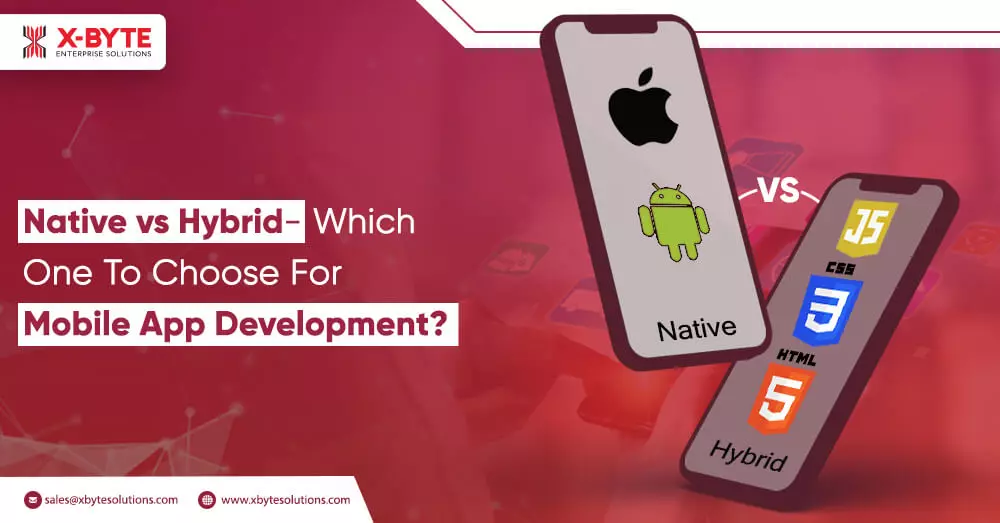 X-BYTE
ENTERPRISE SOLUTIONS
Native vs Hybrid– Which
One To Choose For
Mobile App Development?
Native
VS
JS
CSS
3
HTML
5
Hybrid
sales@xbytesolutions.com
www.xbytesolutions.com